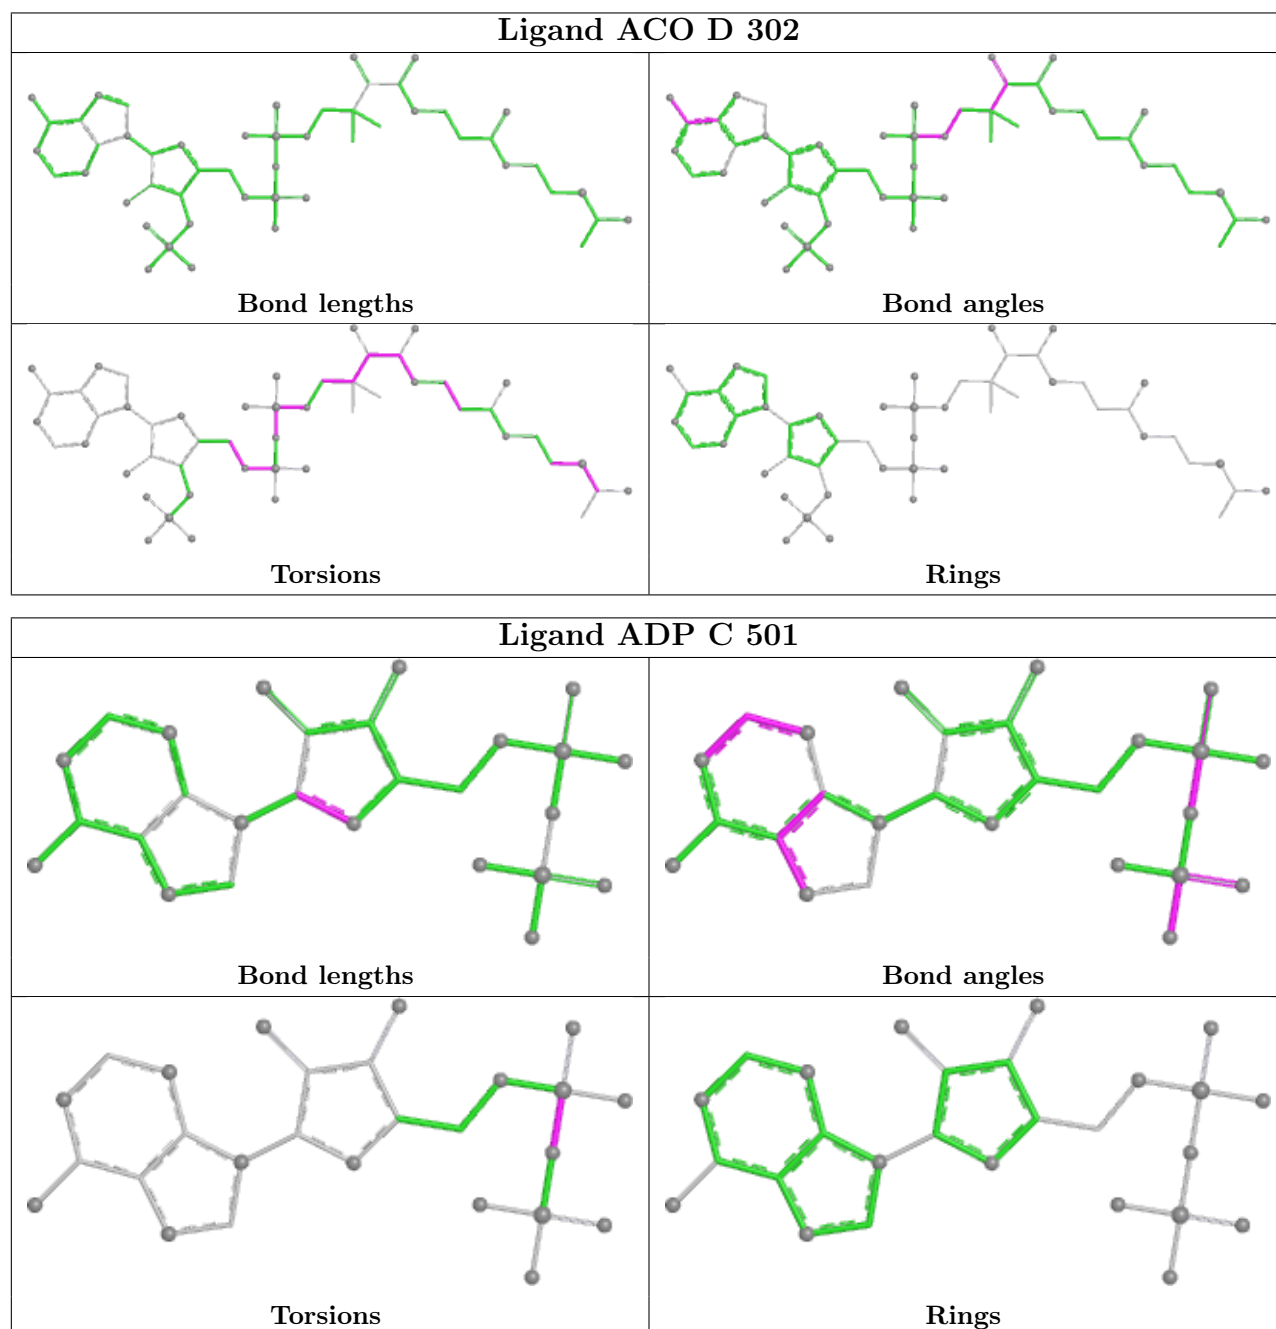 Ligand ACO D 302
Bond lengths
Bond angles
Torsions
Rings
Ligand ADP C 501
Bond lengths
Bond angles
Torsions
Rings